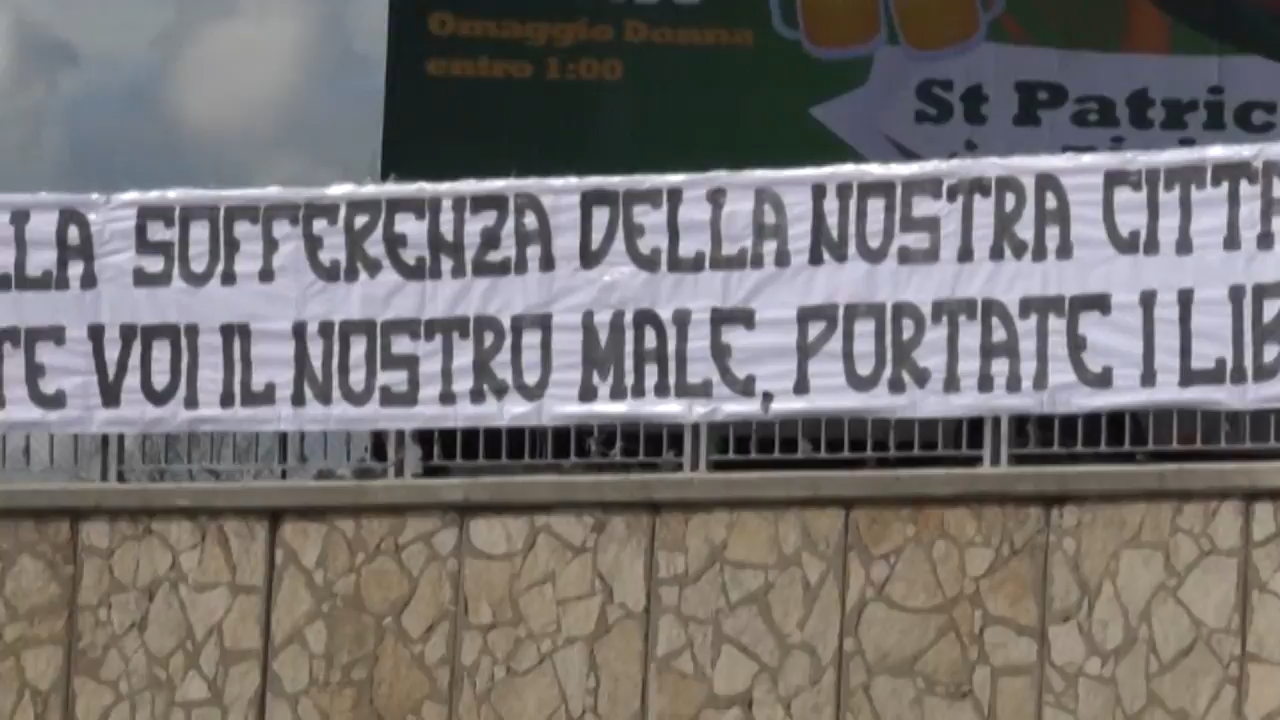 Omaggio Donna
entro 1:00
St Patric
LLA SOFFERENZA DELLA NOSTRA CITTA
TE VOI IL NOSTRO MALE, PORTATE I LIB